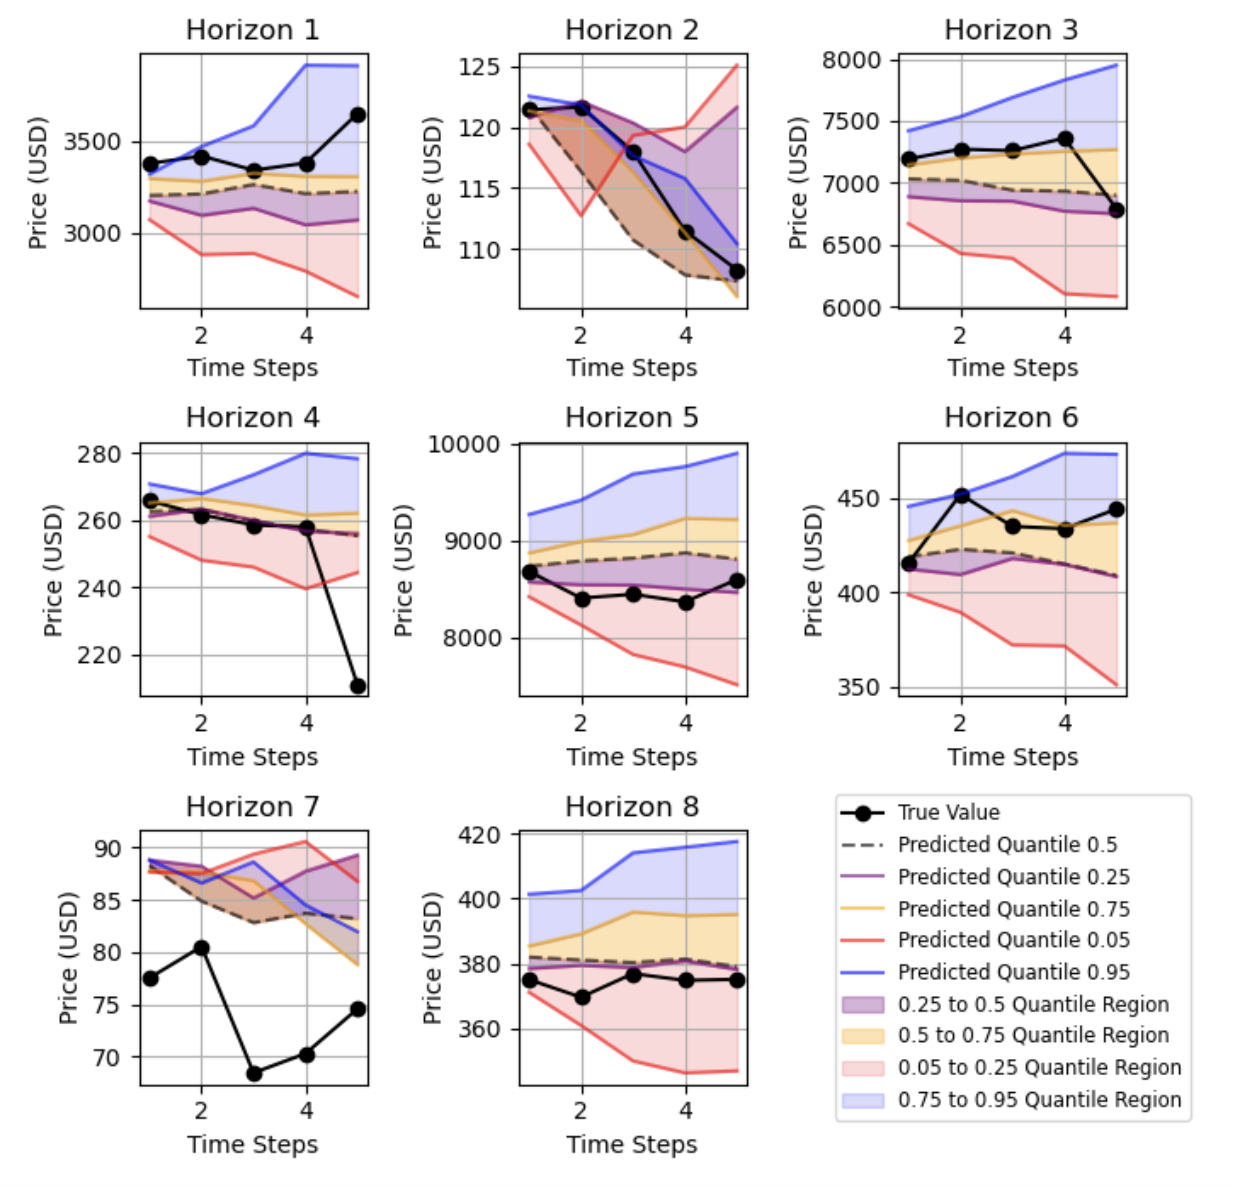 Horizon 1
Price (USD)
3500
3000
2
4
Time Steps
Horizon 2
Price (USD)
125
120
115
110
2
4
Time Steps
Horizon 3
Price (USD)
8000
7500
7000
6500
6000
2
4
Time Steps
Horizon 4
Price (USD)
280
260
240
220
2
4
Time Steps
Horizon 5
Price (USD)
10000
9000
8000
2
4
Time Steps
Horizon 6
Price (USD)
450
400
350
2
4
Time Steps
Horizon 7
Price (USD)
90
85
80
75
70
2
4
Time Steps
Horizon 8
Price (USD)
420
400
380
360
2
4
Time Steps
True Value
Predicted Quantile 0.5
Predicted Quantile 0.25
Predicted Quantile 0.75
Predicted Quantile 0.05
Predicted Quantile 0.95
0.25 to 0.5 Quantile Region
0.5 to 0.75 Quantile Region
0.05 to 0.25 Quantile Region
0.75 to 0.95 Quantile Region